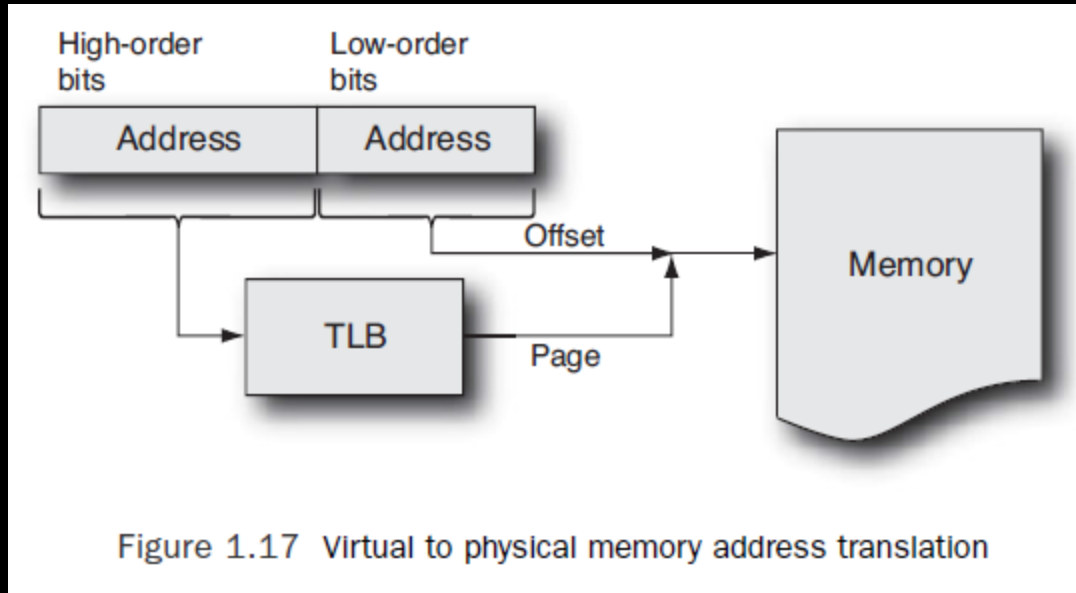 High-order
bits
Low-order
bits
Address
Address
Offset
Memory
TLB
Page
Figure 1.17 Virtual to physical memory address translation